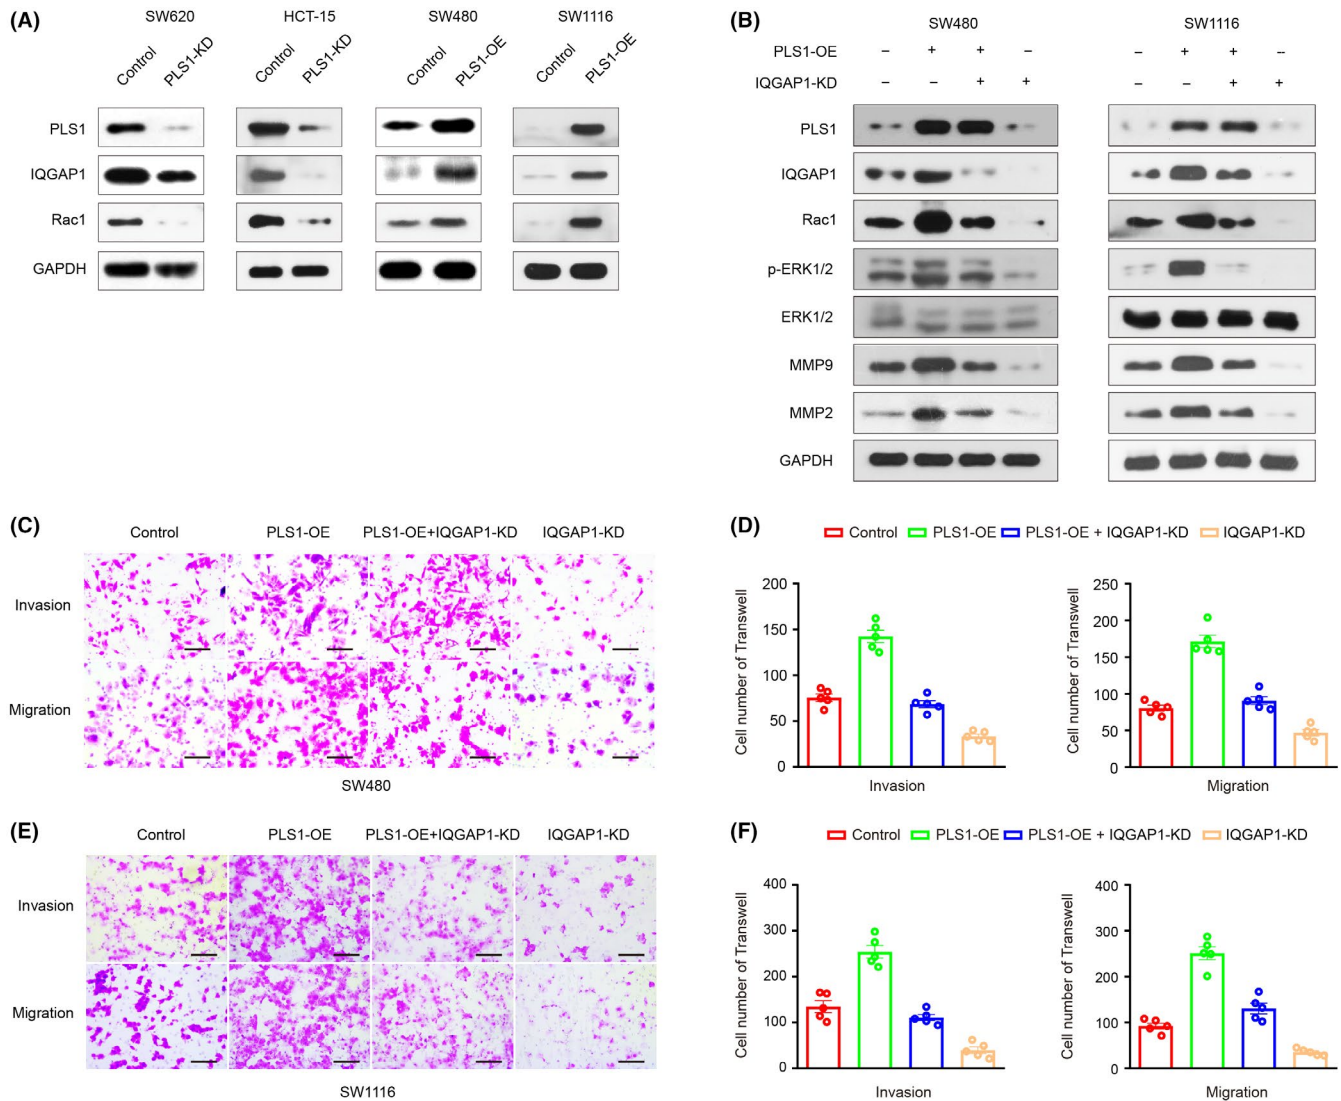 (A)
SW620 HCT-15 SW480 SW1116
Control PLS1-KD Control PLS1-KD Control PLS1-OE Control PLS1-OE
PLS1
IQGAP1
Rac1
GAPDH
(B)
SW480 SW1116
PLS1-OE − + + − − + + −
IQGAP1-KD − − + + − − + +
PLS1
IQGAP1
Rac1
p-ERK1/2
ERK1/2
MMP9
MMP2
GAPDH
(C)
Control PLS1-OE PLS1-OE+IQGAP1-KD IQGAP1-KD
Invasion
Migration
SW480
(D)
Control PLS1-OE PLS1-OE + IQGAP1-KD IQGAP1-KD
Cell number of Transwell
200
150
100
50
0
Invasion
Cell number of Transwell
250
200
150
100
50
0
Migration
(E)
Control PLS1-OE PLS1-OE+IQGAP1-KD IQGAP1-KD
Invasion
Migration
SW1116
(F)
Control PLS1-OE PLS1-OE + IQGAP1-KD IQGAP1-KD
Cell number of Transwell
400
300
200
100
0
Invasion
Cell number of Transwell
400
300
200
100
0
Migration